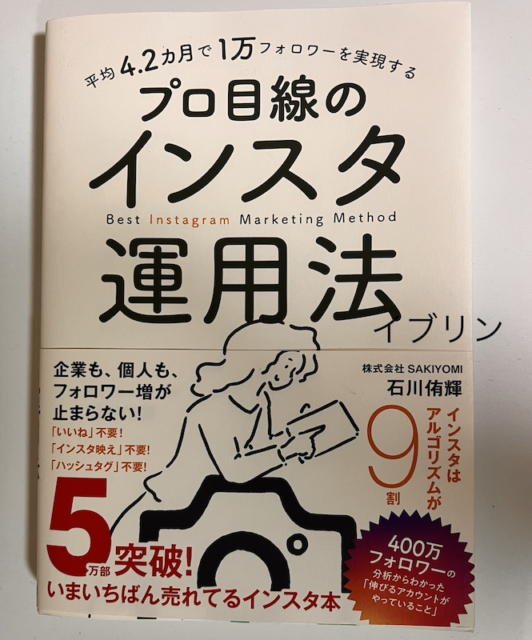 平均4.2カ月で1万フォロワーを実現する
プロ目線の
インスタ
Best Instagram Marketing Method
運用法
イブリン
企業も、個人も、
フォロワー増が
止まらない!
「いいね」不要!
「インスタ映え」不要!
「ハッシュタグ」不要!
株式会社 SAKIYOMI
石川侑輝
インスタは
アルゴリズムが
9割
5万部突破!
いまいちばん売れてるインスタ本
400万
フォロワーの
分析からわかった
「伸びるアカウントが
やっていること」